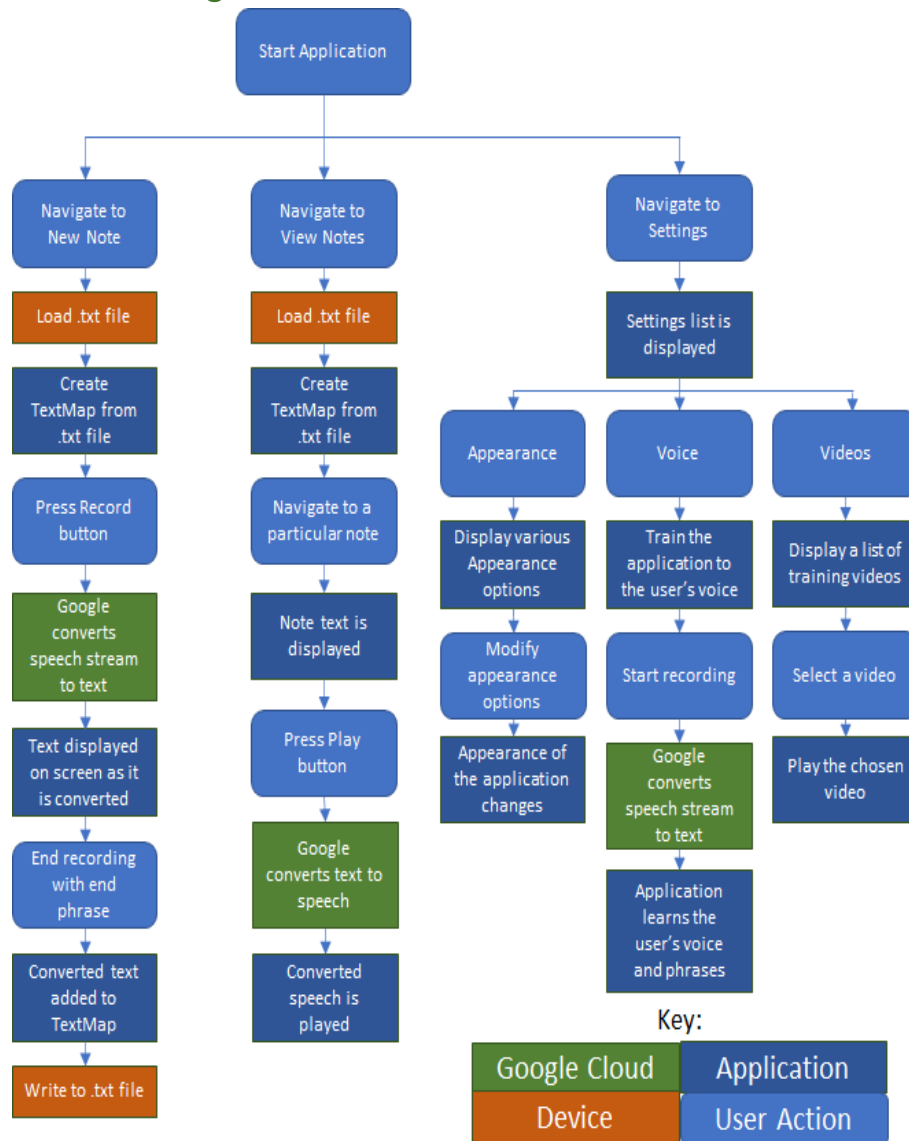 Start Application
Navigate to
New Note
Load .txt file
Create
TextMap from
.txt file
Press Record
button
Google
converts
speech stream
to text
Text displayed
on screen as it
is converted
End recording
with end
phrase
Converted text
added to
TextMap
Write to .txt file
Navigate to
View Notes
Load .txt file
Create
TextMap from
.txt file
Navigate to a
particular note
Note text is
displayed
Press Play
button
Google
converts text to
speech
Converted
speech is
played
Navigate to
Settings
Settings list is
displayed
Appearance
Display various
Appearance
options
Modify
appearance
options
Appearance of
the application
changes
Voice
Train the
application to
the user's voice
Start recording
Google
converts
speech stream
to text
Application
learns the
user's voice
and phrases
Videos
Display a list of
training videos
Select a video
Play the chosen
video
Key:
Google Cloud
Application
Device
User Action